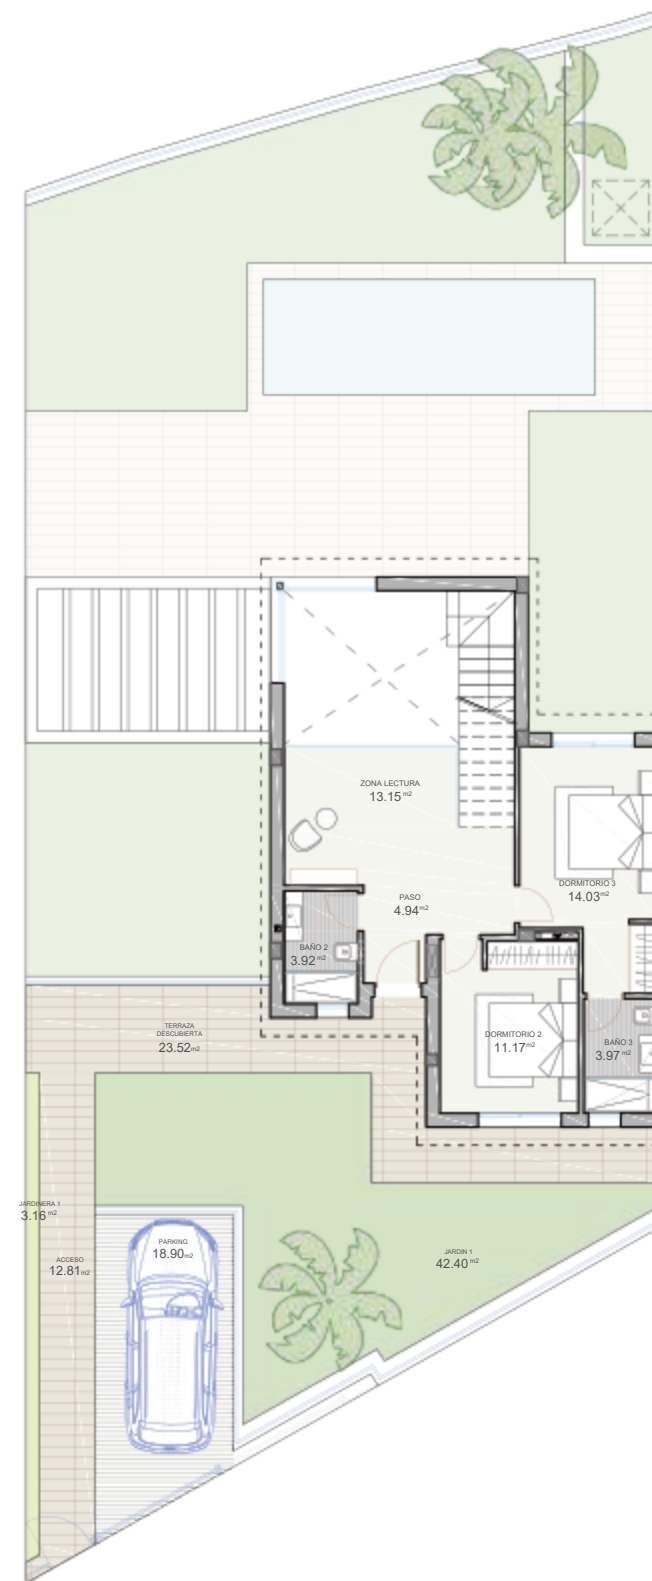 ZONA LECTURA
13.15 m2
DORMITORIO 3
14.03 m2
PASO
4.94 m2
BAÑO 2
3.92 m2
TERRAZA
DESCUBIERTA
23.52 m2
DORMITORIO 2
11.17 m2
BAÑO 3
3.97 m2
JARDINERA 1
3.16 m2
PARKING
18.90 m2
ACCESO
12.81 m2
JARDIN 1
42.40 m2